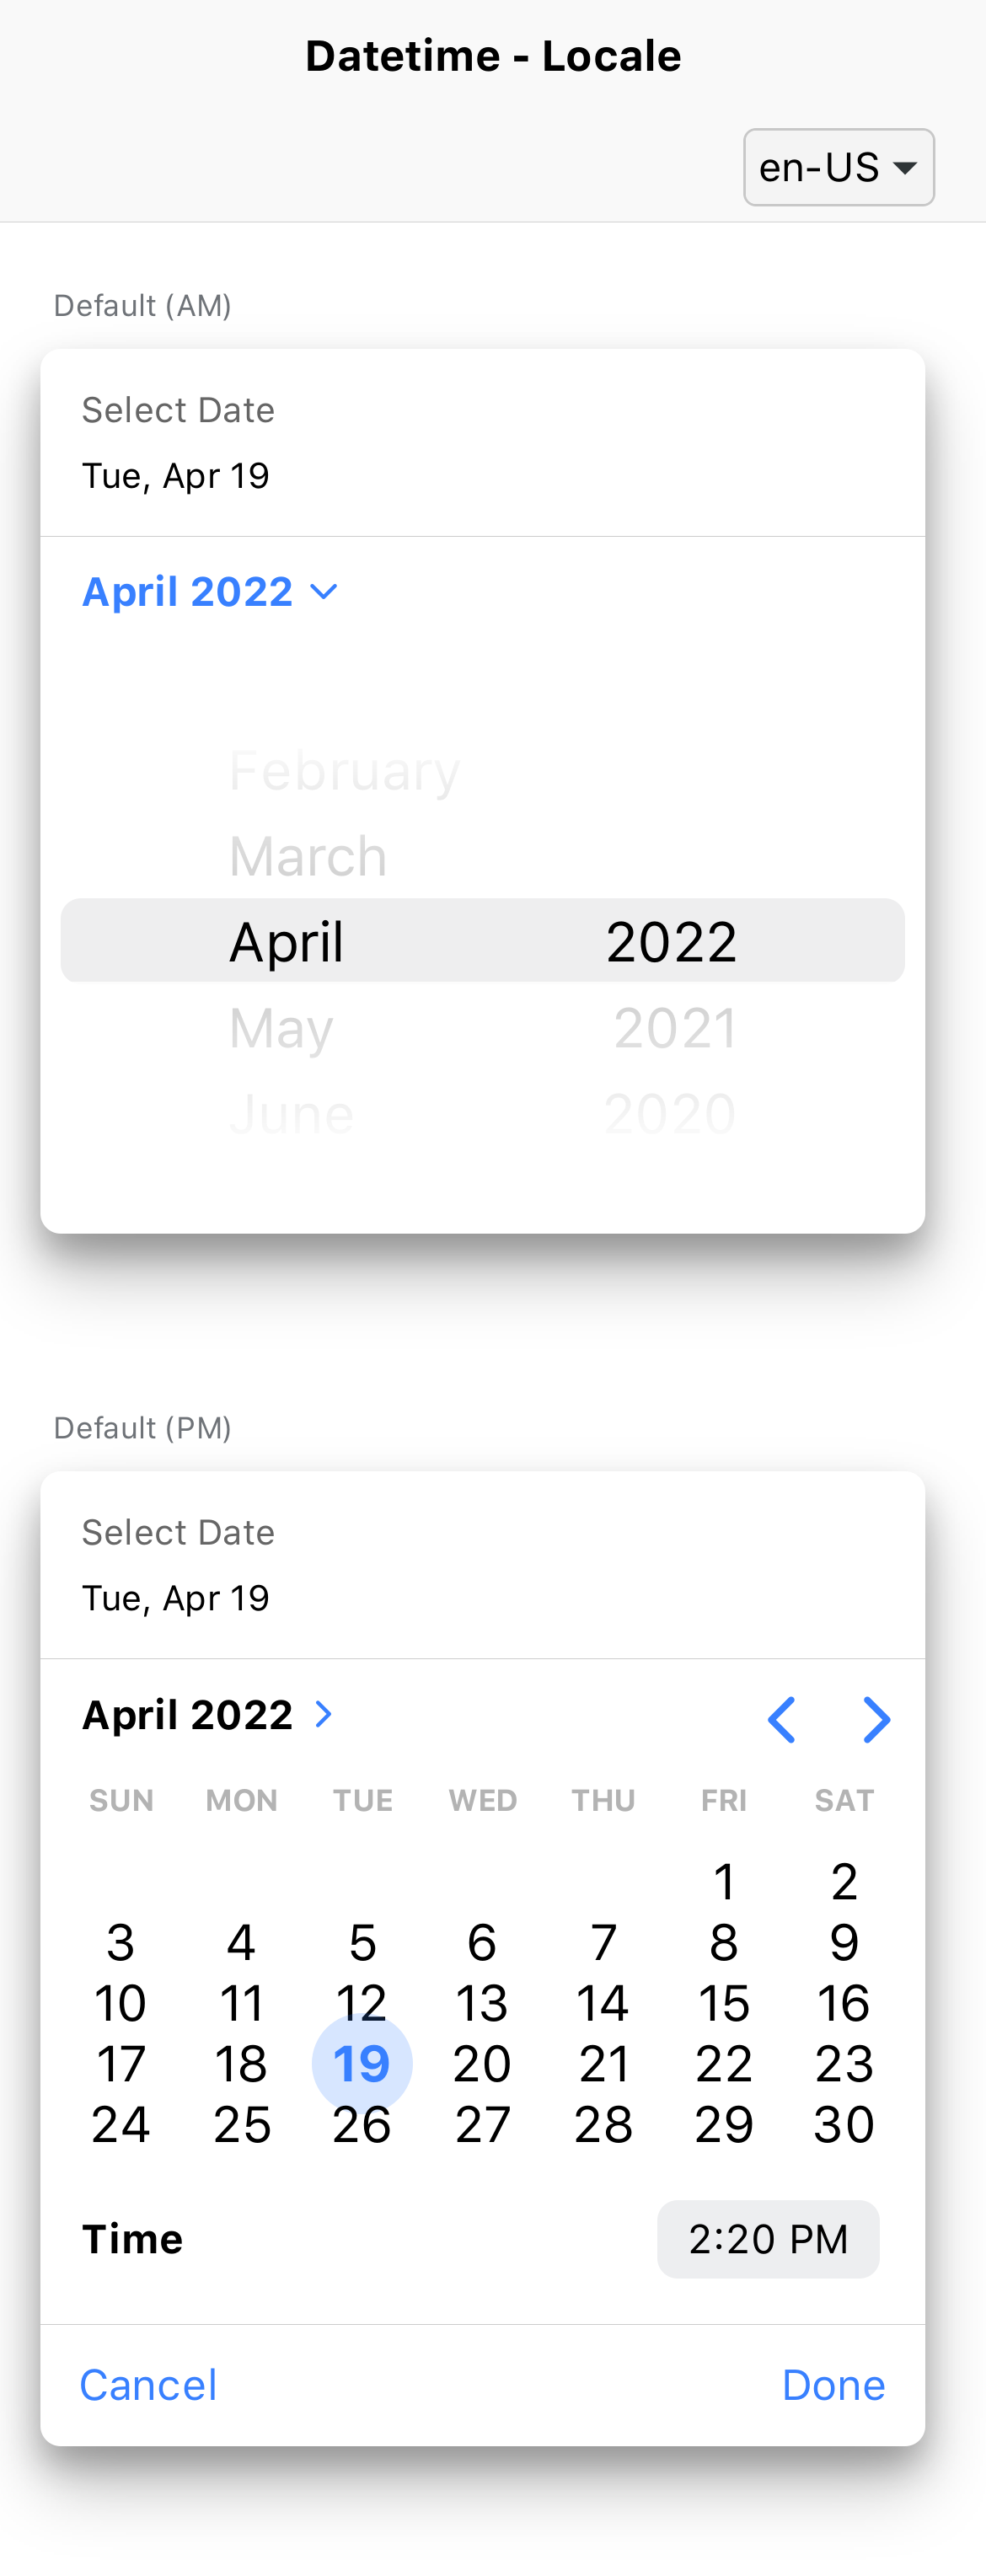 Datetime - Locale
en-US
Default (AM)
Select Date
Tue, Apr 19
April 2022
February
March
April 2022
May 2021
June 2020
Default (PM)
Select Date
Tue, Apr 19
April 2022
SUN MON TUE WED THU FRI SAT
1 2
3 4 5 6 7 8 9
10 11 12 13 14 15 16
17 18 19 20 21 22 23
24 25 26 27 28 29 30
Time 2:20 PM
Cancel Done